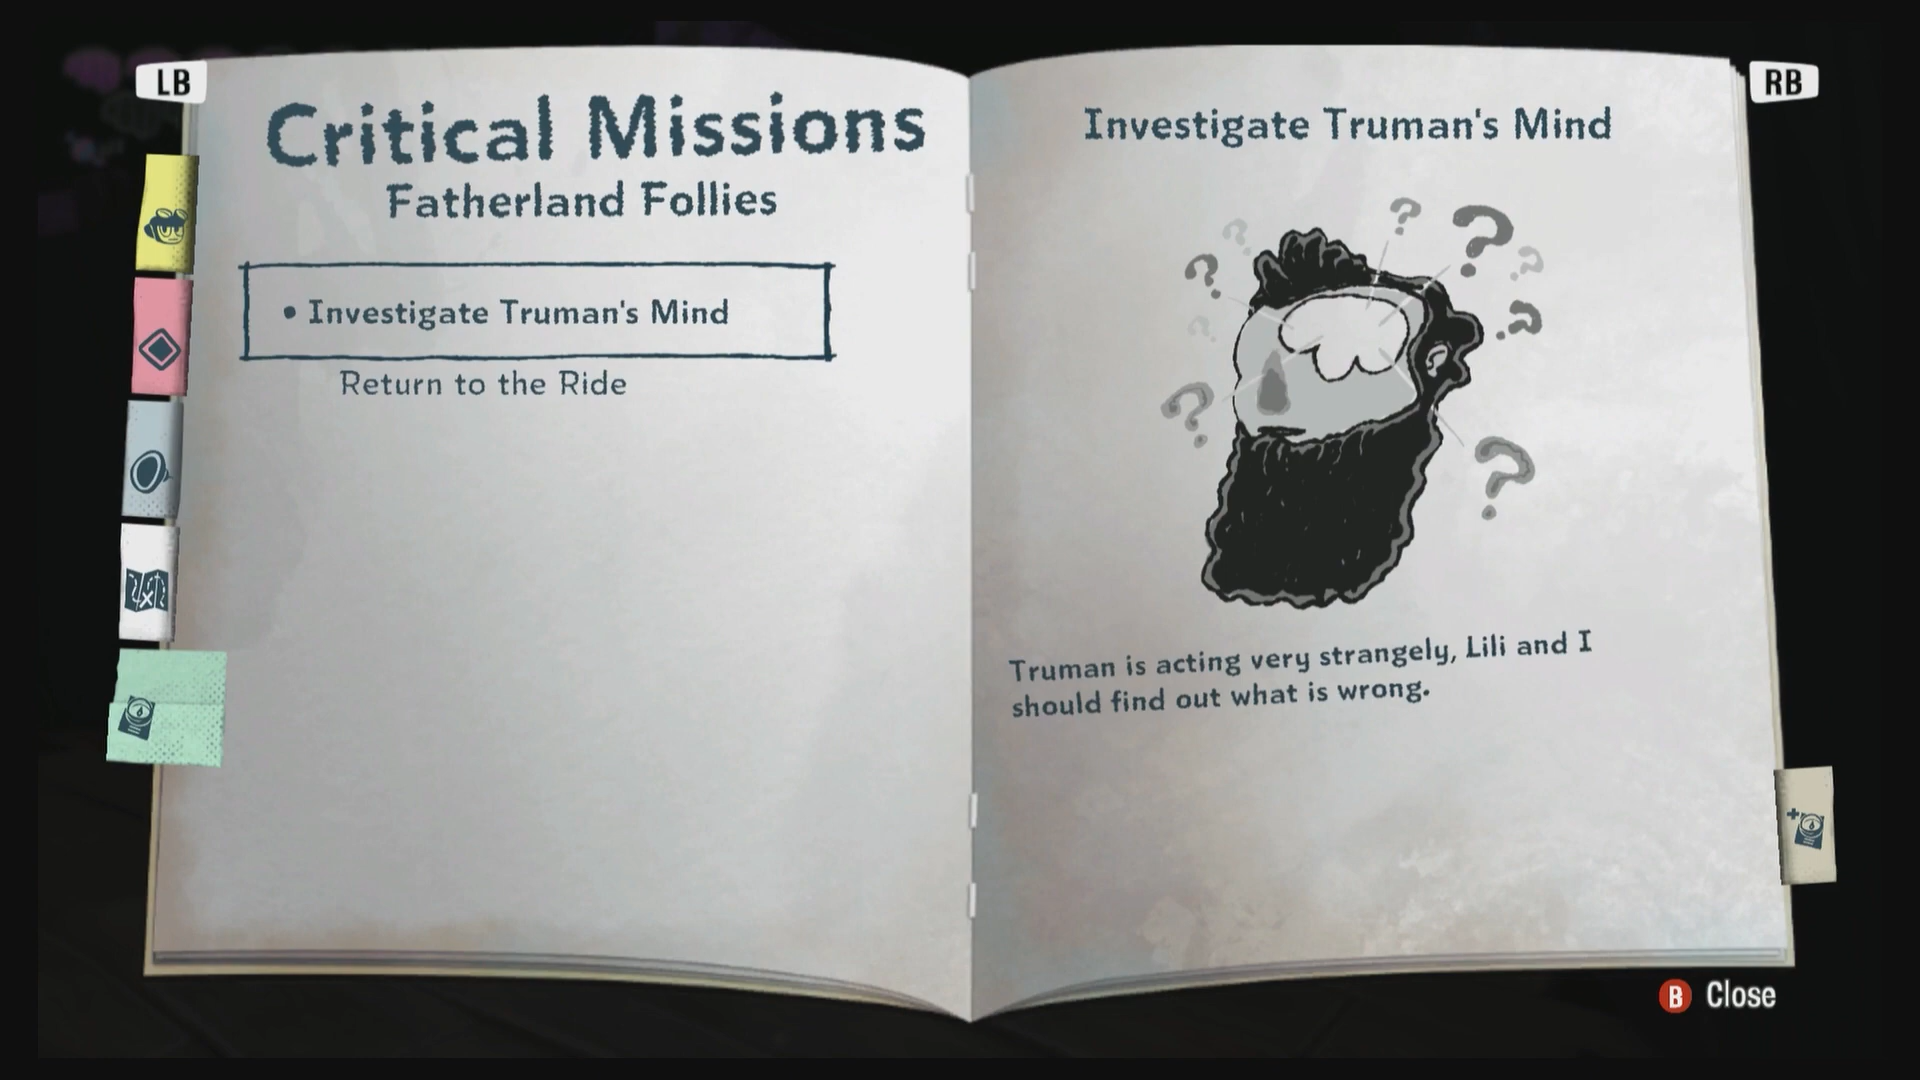 LB
RB
Critical Missions
Fatherland Follies
• Investigate Truman's Mind
Return to the Ride
Investigate Truman's Mind
? ? ? ? ? ? ? ? ?
Truman is acting very strangely, Lili and I
should find out what is wrong.
B Close